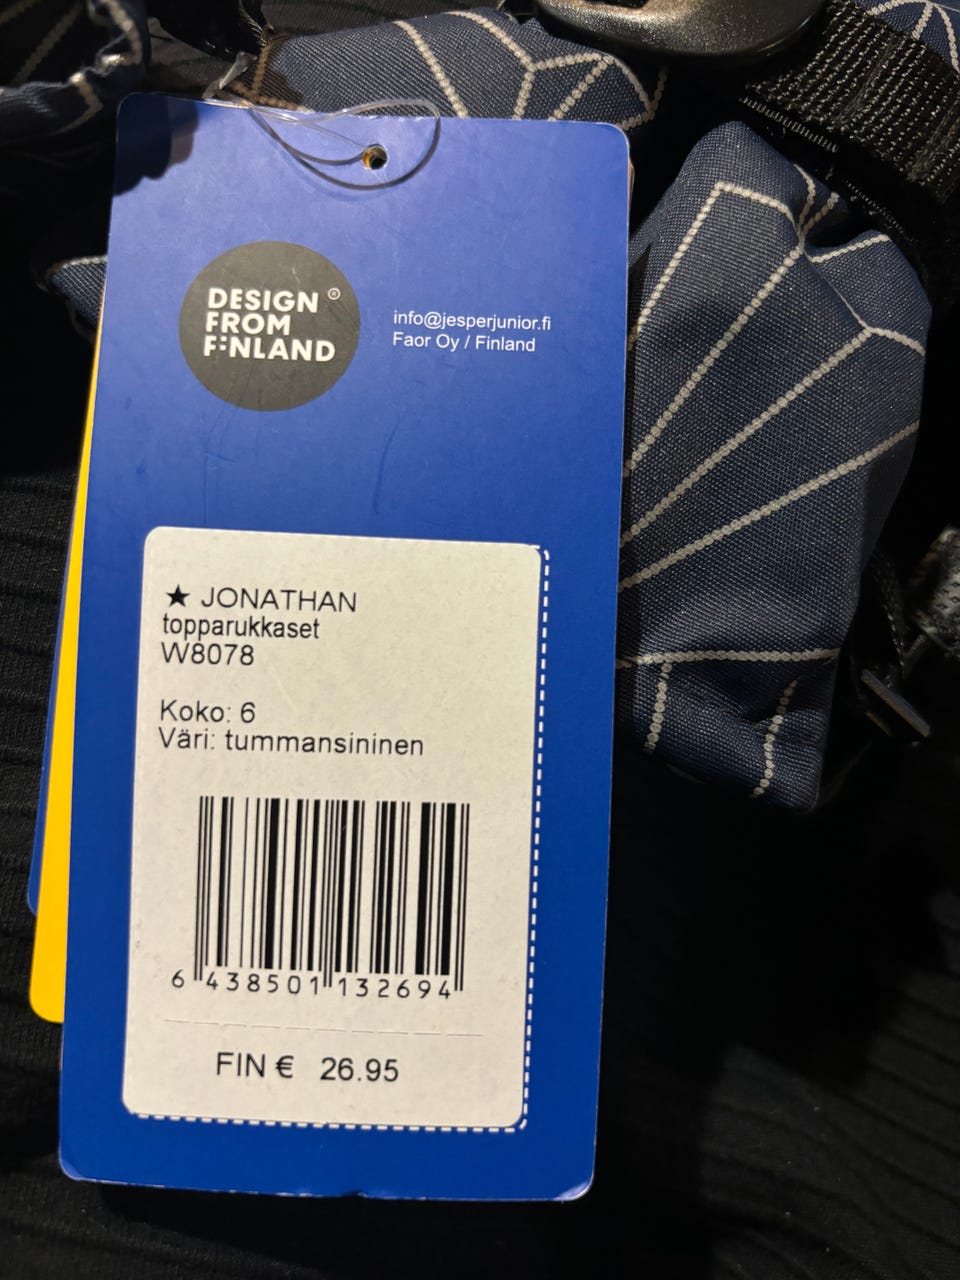 DESIGN ®
FROM
FINLAND
info@jesperjunior.fi
Faor Oy / Finland
★ JONATHAN
topparukkaset
W8078
Koko: 6
Väri: tummansininen
6 438501 132694
FIN € 26.95